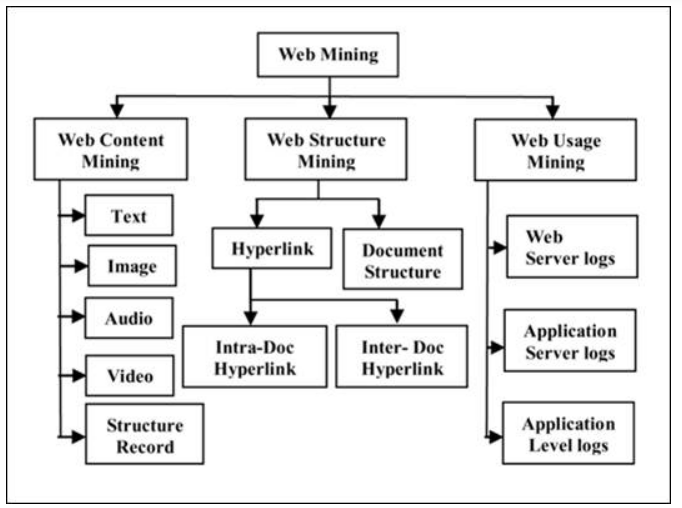 Web Mining
Web Content
Mining
Web Structure
Mining
Web Usage
Mining
Text
Image
Audio
Video
Structure
Record
Hyperlink
Document
Structure
Intra-Doc
Hyperlink
Inter- Doc
Hyperlink
Web
Server logs
Application
Server logs
Application
Level logs